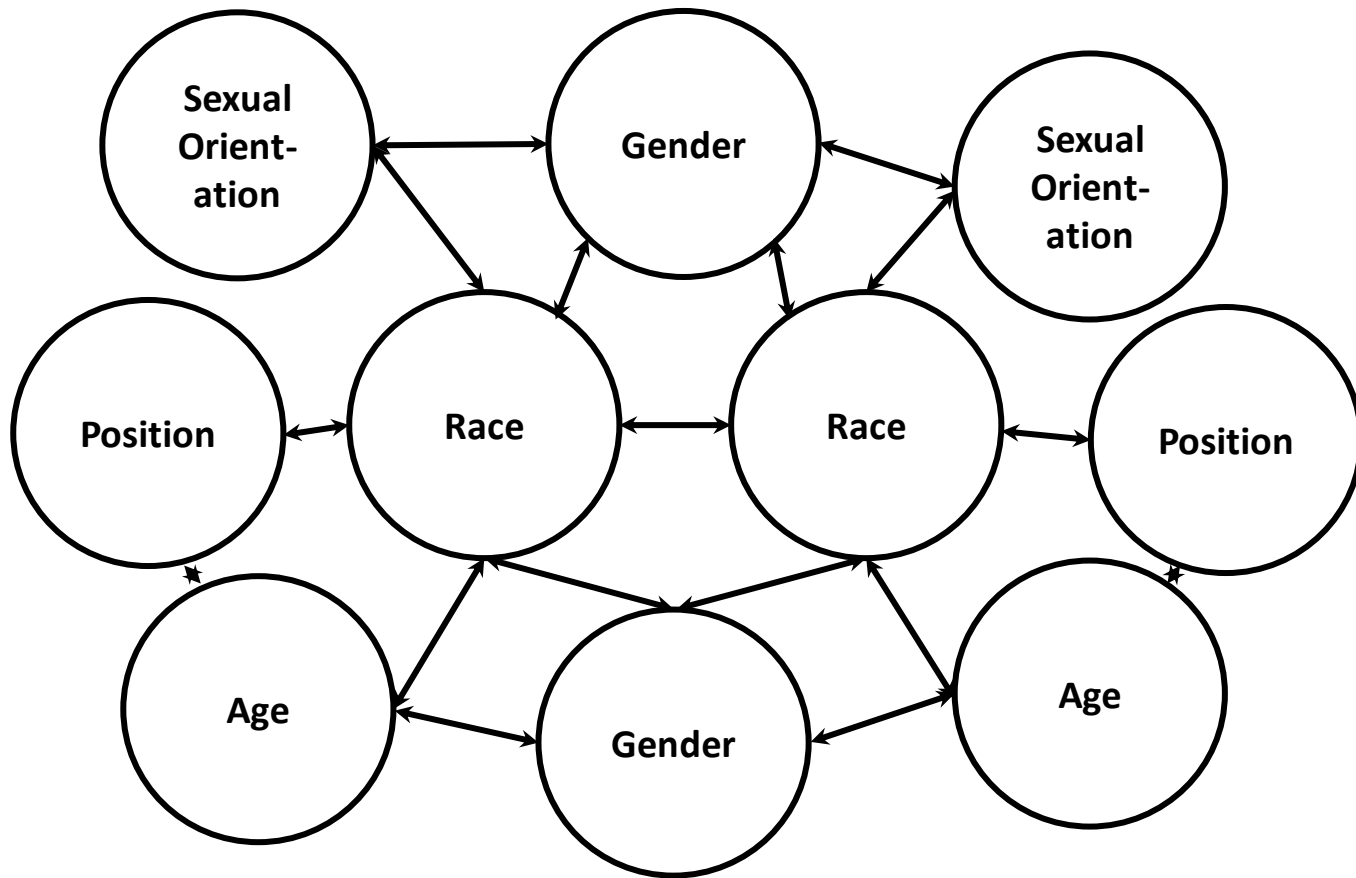 Sexual
Orient-
ation
Gender
Sexual
Orient-
ation
Position
Race
Race
Position
Age
Gender
Age